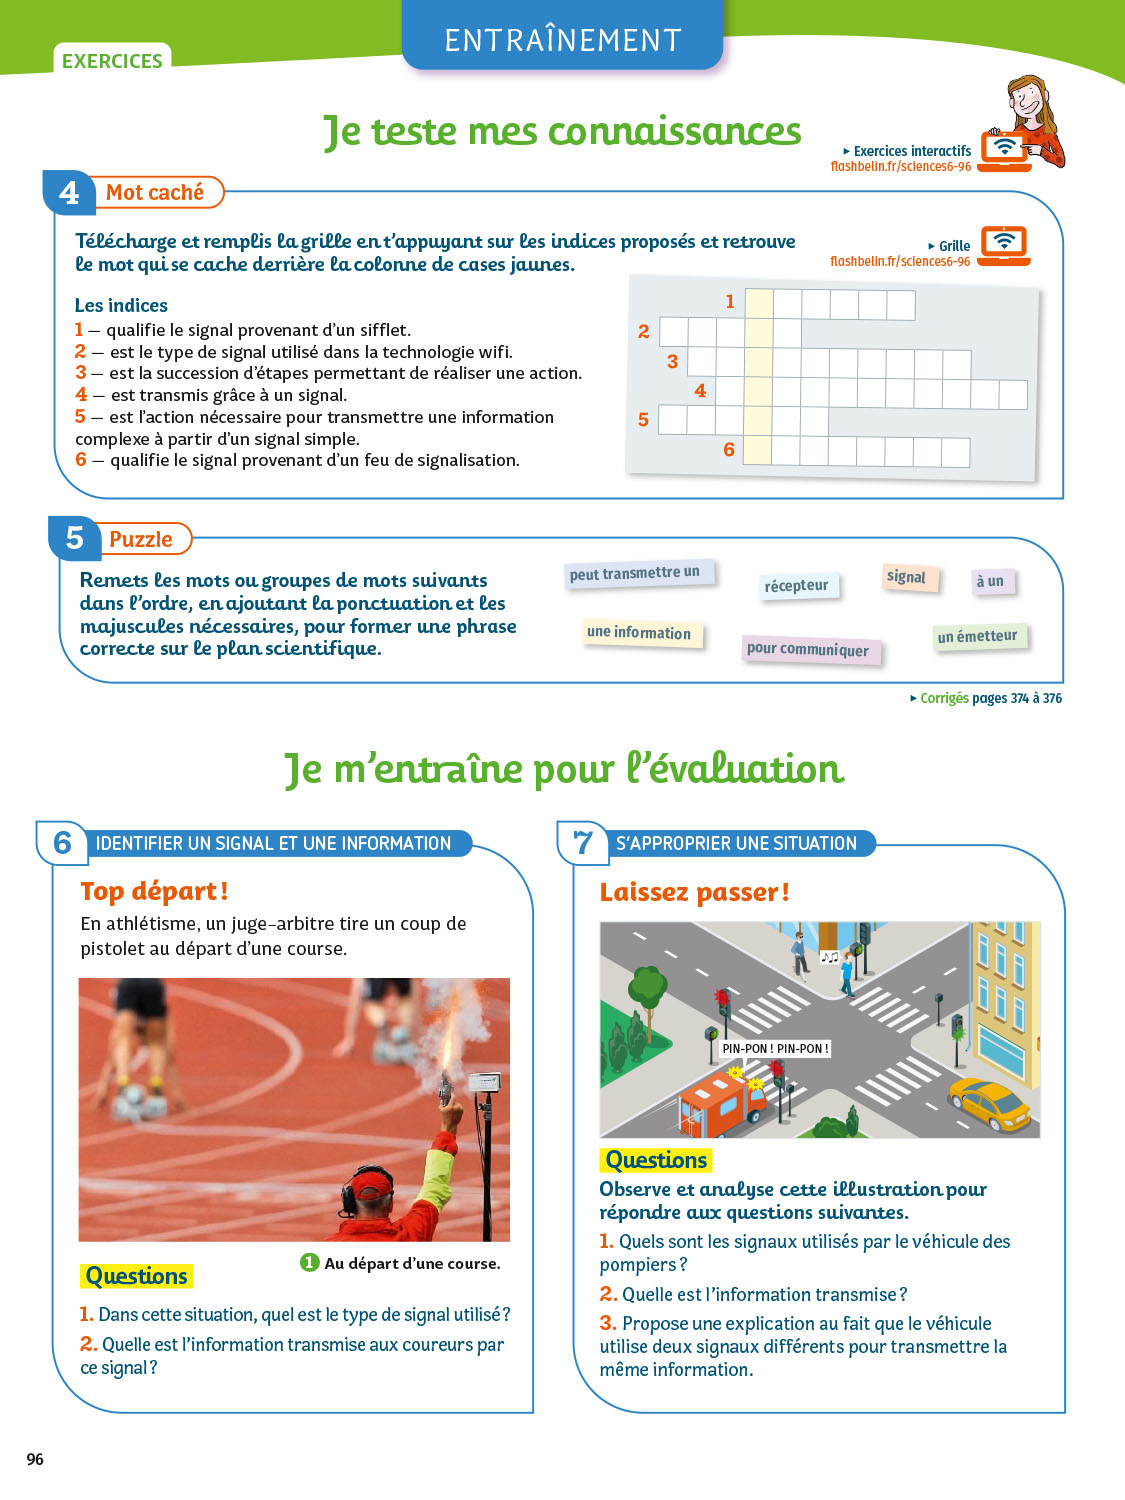 ENTRAÎNEMENT
EXERCICES
Je teste mes connaissances
▸ Exercices interactifs
flashbelin.fr/sciences6-96
4 Mot caché
Télécharge et remplis la grille en t'appuyant sur les indices proposés et retrouve
le mot qui se cache derrière la colonne de cases jaunes.
▸ Grille
flashbelin.fr/sciences6-96
Les indices
1 – qualifie le signal provenant d'un sifflet.
2 – est le type de signal utilisé dans la technologie wifi.
3 – est la succession d'étapes permettant de réaliser une action.
4 – est transmis grâce à un signal.
5 – est l'action nécessaire pour transmettre une information
complexe à partir d'un signal simple.
6 – qualifie le signal provenant d'un feu de signalisation.
1
2
3
4
5
6
5 Puzzle
Remets les mots ou groupes de mots suivants
dans l'ordre, en ajoutant la ponctuation et les
majuscules nécessaires, pour former une phrase
correcte sur le plan scientifique.
peut transmettre un
récepteur
signal
à un
une information
pour communiquer
un émetteur
▸ Corrigés pages 374 à 376
Je m'entraîne pour l'évaluation
6 IDENTIFIER UN SIGNAL ET UNE INFORMATION
Top départ !
En athlétisme, un juge-arbitre tire un coup de
pistolet au départ d'une course.
1 Au départ d'une course.
Questions
1. Dans cette situation, quel est le type de signal utilisé ?
2. Quelle est l'information transmise aux coureurs par
ce signal ?
7 S'APPROPRIER UNE SITUATION
Laissez passer !
PIN-PON ! PIN-PON !
Questions
Observe et analyse cette illustration pour
répondre aux questions suivantes.
1. Quels sont les signaux utilisés par le véhicule des
pompiers ?
2. Quelle est l'information transmise ?
3. Propose une explication au fait que le véhicule
utilise deux signaux différents pour transmettre la
même information.
96